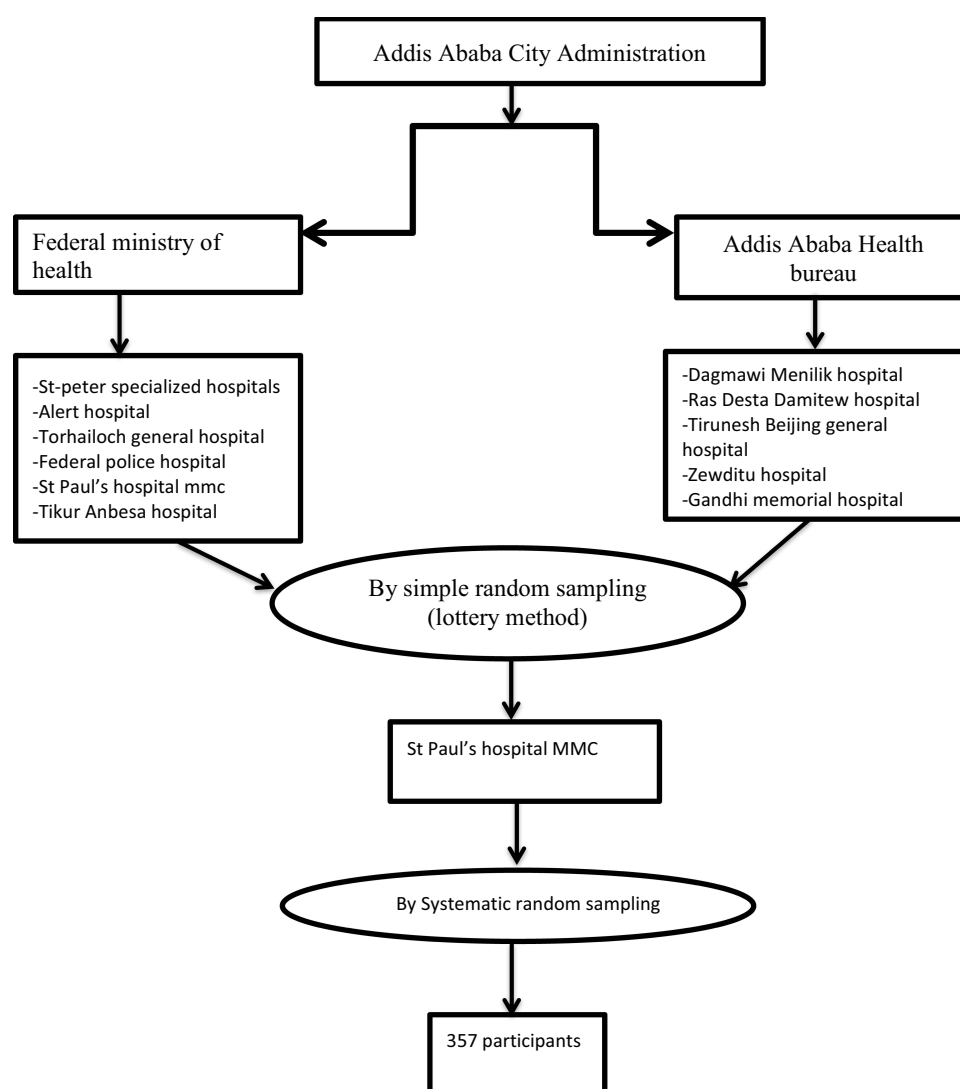 Addis Ababa City Administration
Federal ministry of
health
Addis Ababa Health
bureau
-St-peter specialized hospitals
-Alert hospital
-Torhailoch general hospital
-Federal police hospital
-St Paul’s hospital mmc
-Tikur Anbesa hospital
-Dagmawi Menilik hospital
-Ras Desta Damitew hospital
-Tirunesh Beijing general
hospital
-Zewditu hospital
-Gandhi memorial hospital
By simple random sampling
(lottery method)
St Paul’s hospital MMC
By Systematic random sampling
357 participants